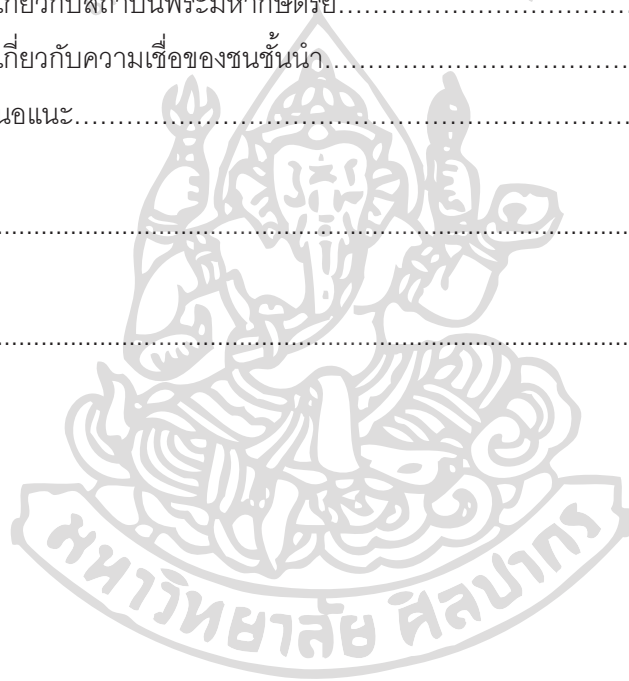 เกี่ยวกับสถาบันพระมหากษัตริย์……………………………………
เกี่ยวกับความเชื่อของชนชั้นนำ……………………………………
นอแนะ…………………………………………………………………
……………………………………………………………………………
……………………………………………………………………………
มหาวิทยาลัย ศิลปากร